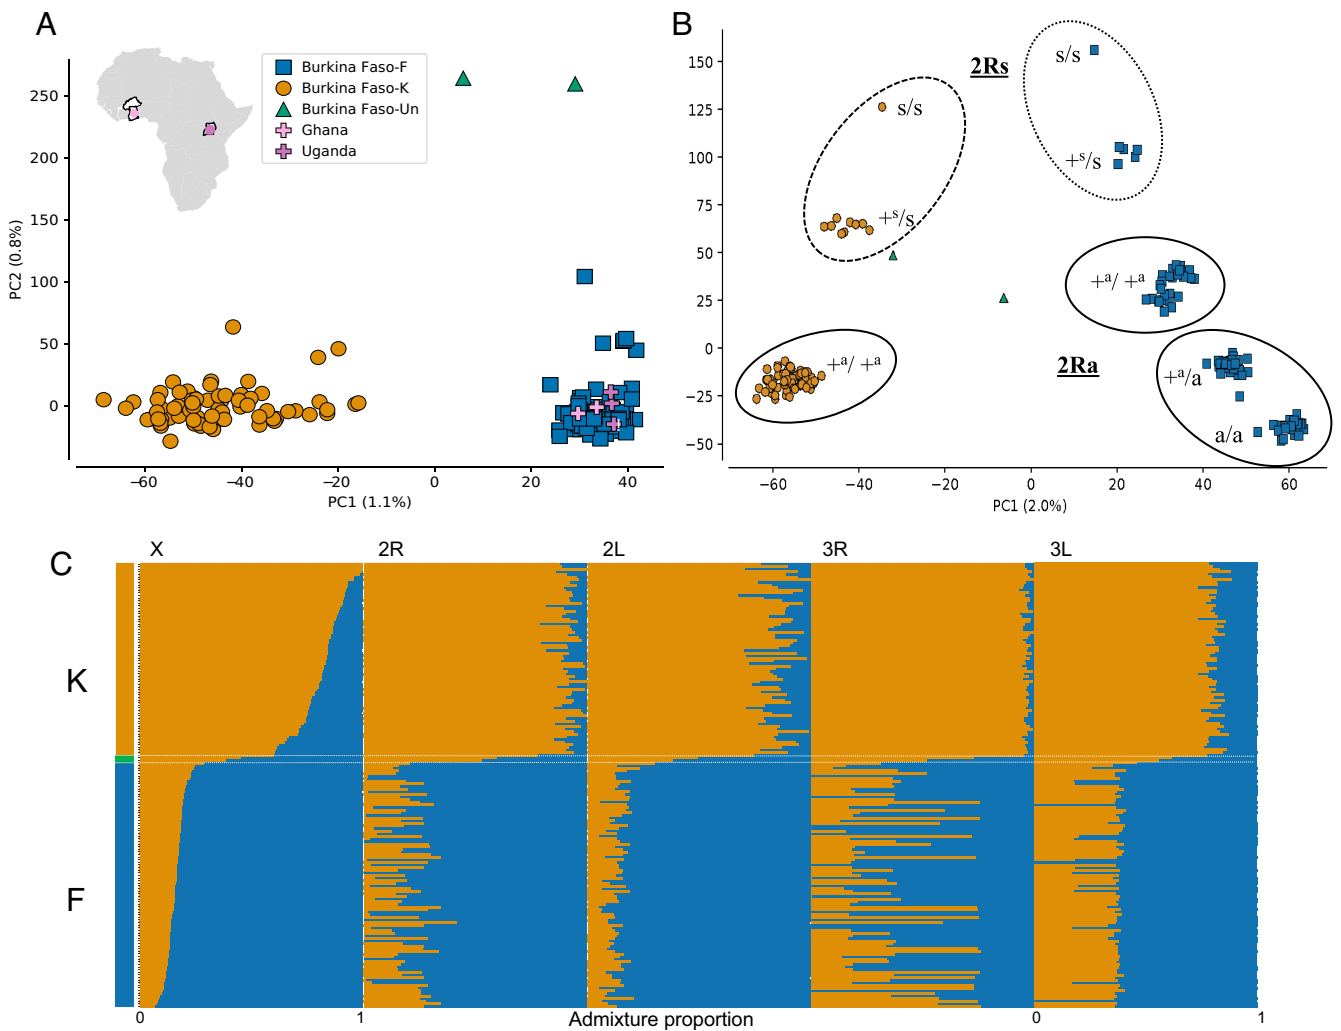 A
B
Burkina Faso-F
Burkina Faso-K
Burkina Faso-Un
Ghana
Uganda
250
200
150
100
50
0
PC2 (0.8%)
−60 −40 −20 0 20 40
PC1 (1.1%)
150
125
100
75
50
25
0
−25
−50
2Rs
s/s
s/s
+s/s
+s/s
+a/ +a
+a/ +a
2Ra
+a/a
a/a
−60 −40 −20 0 20 40 60
PC1 (2.0%)
C
X 2R 2L 3R 3L
K
F
0 1 Admixture proportion 0 1